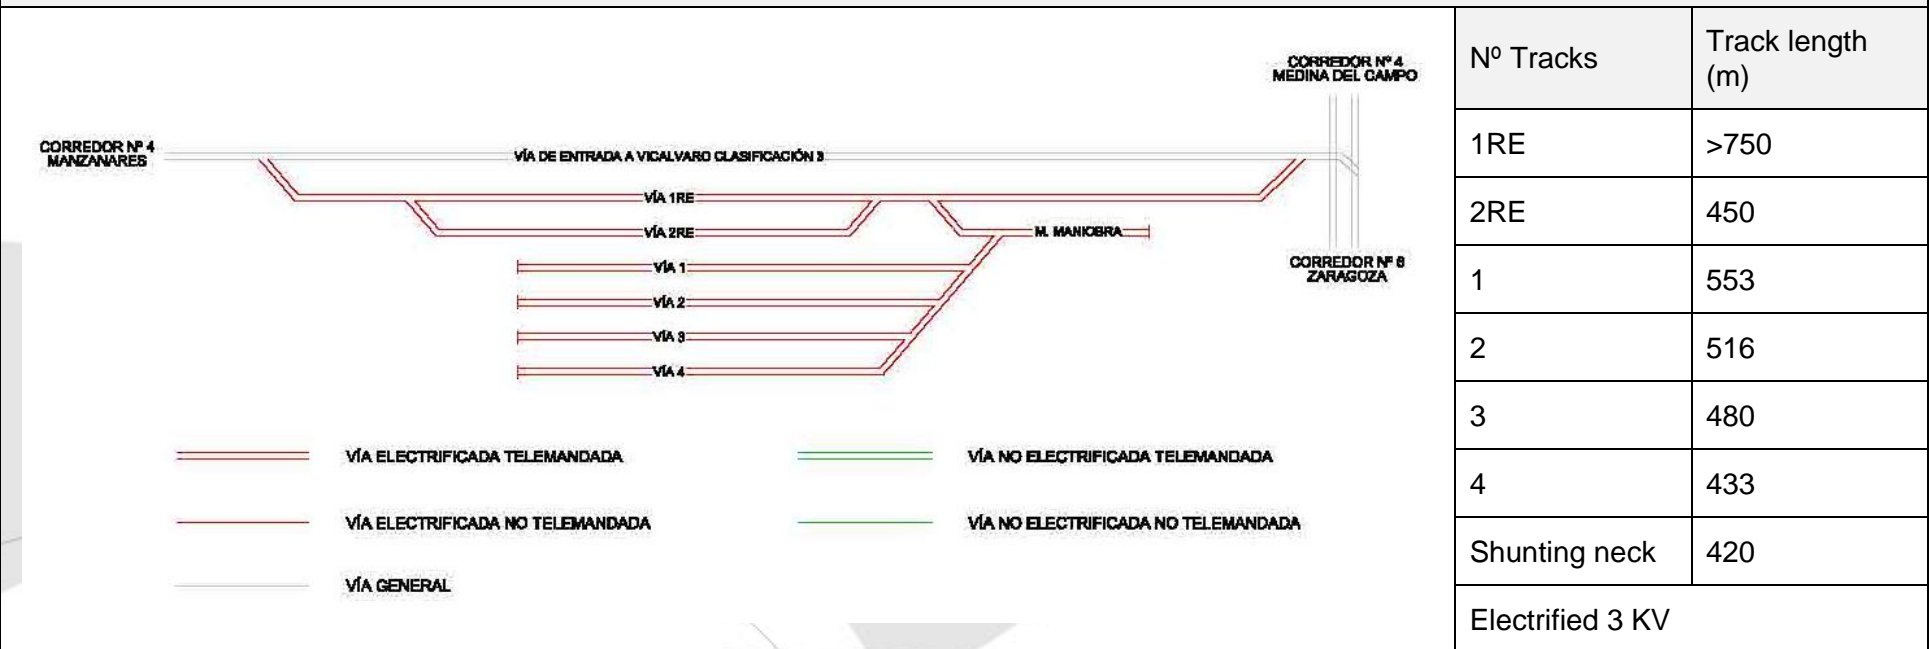 CORREDOR Nº 4
MANZANARES
VÍA DE ENTRADA A VICALVARO CLASIFICACIÓN 3
CORREDOR Nº 4
MEDINA DEL CAMPO
VÍA 1RE
VÍA 2RE
M. MANIOBRA
VÍA 1
VÍA 2
VÍA 3
VÍA 4
CORREDOR Nº 6
ZARAGOZA
VÍA ELECTRIFICADA TELEMANDADA
VÍA NO ELECTRIFICADA TELEMANDADA
VÍA ELECTRIFICADA NO TELEMANDADA
VÍA NO ELECTRIFICADA NO TELEMANDADA
VÍA GENERAL
Nº Tracks
Track length
(m)
1RE
>750
2RE
450
1
553
2
516
3
480
4
433
Shunting neck
420
Electrified 3 KV